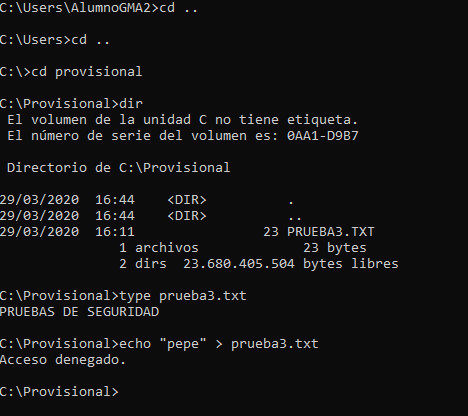 C:\Users\AlumnoGMA2>cd ..
C:\Users>cd ..
C:\>cd provisional
C:\Provisional>dir
El volumen de la unidad C no tiene etiqueta.
El número de serie del volumen es: 0AA1-D9B7
Directorio de C:\Provisional
29/03/2020  16:44    <DIR>          .
29/03/2020  16:44    <DIR>          ..
29/03/2020  16:11                23 PRUEBA3.TXT
1 archivos             23 bytes
2 dirs  23.680.405.504 bytes libres
C:\Provisional>type prueba3.txt
PRUEBAS DE SEGURIDAD
C:\Provisional>echo "pepe" > prueba3.txt
Acceso denegado.
C:\Provisional>